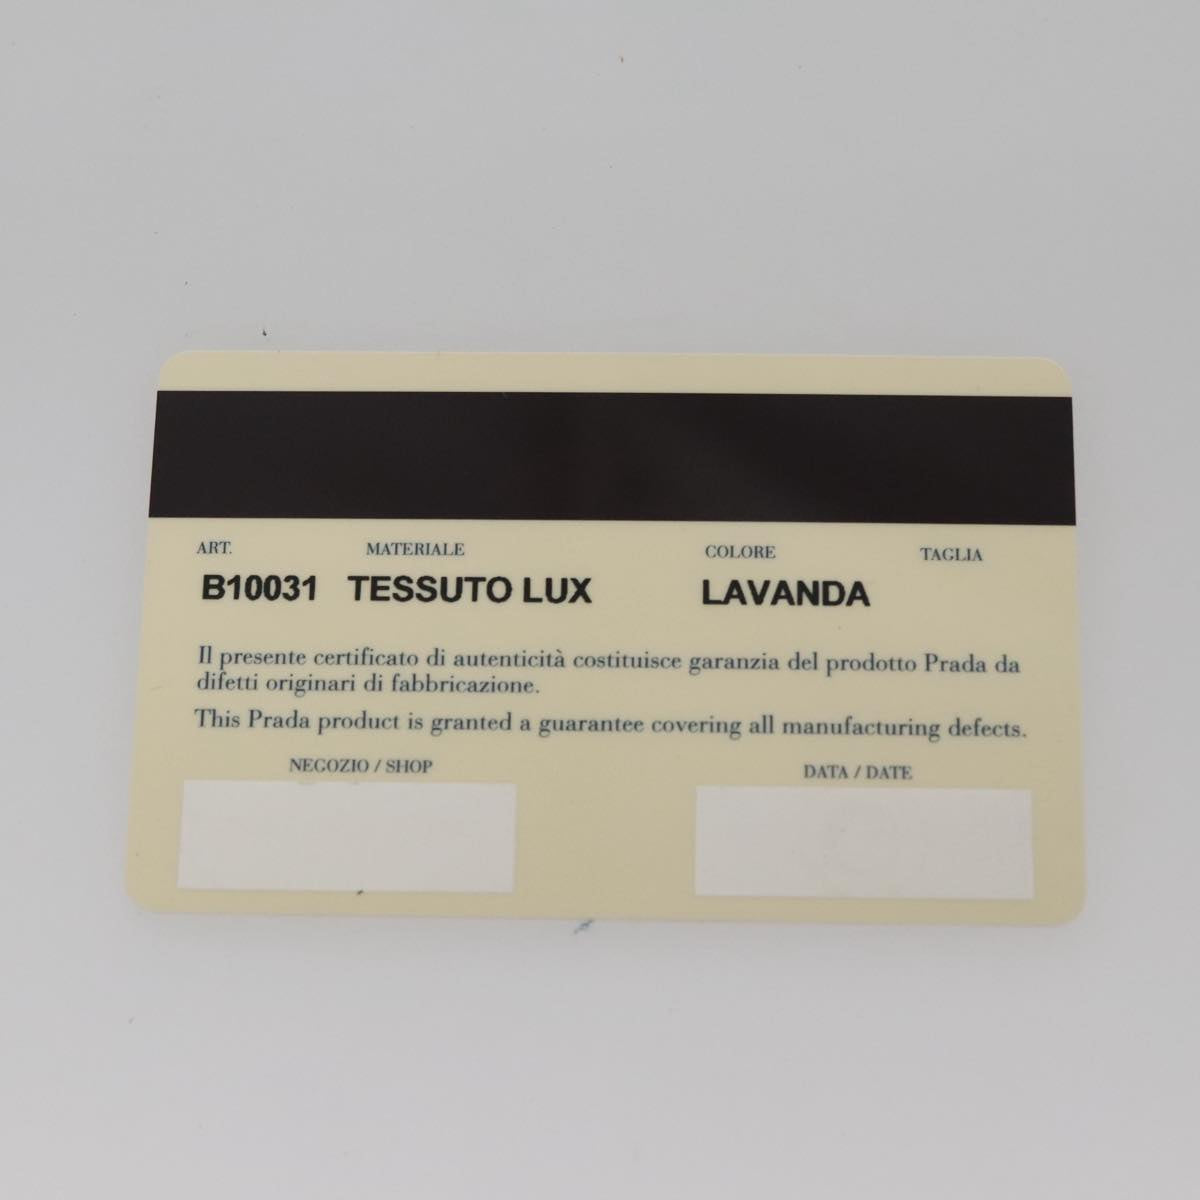 ART. MATERIALE COLORE TAGLIA
B10031 TESSUTO LUX LAVANDA
Il presente certificato di autenticità costituisce garanzia del prodotto Prada da
difetti originari di fabbricazione.
This Prada product is granted a guarantee covering all manufacturing defects.
NEGOZIO / SHOP DATA / DATE